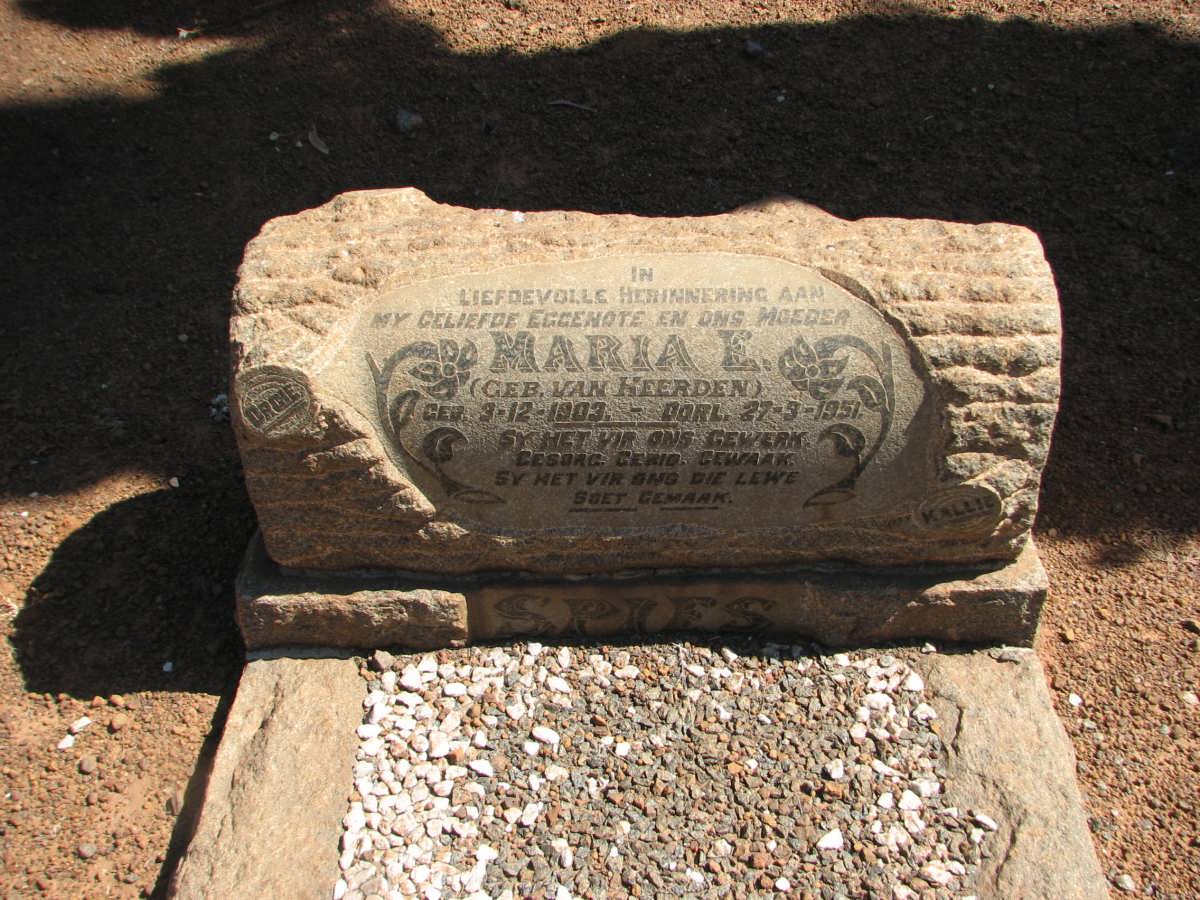 IN
LIEFDEVOLLE HERINNERING AAN
MY GELIEFDE EGGENOTE EN ONS MOEDER
MARIA E.
(GEB. VAN HEERDEN)
GEB. 3-12-1903. - OORL. 27-3-1951
SY HET VIR ONS GEWERK.
GESORG. GEBID. GEWAAK.
SY HET VIR ONS DIE LEWE
SOET GEMAAK.
KALLIE
SPIES